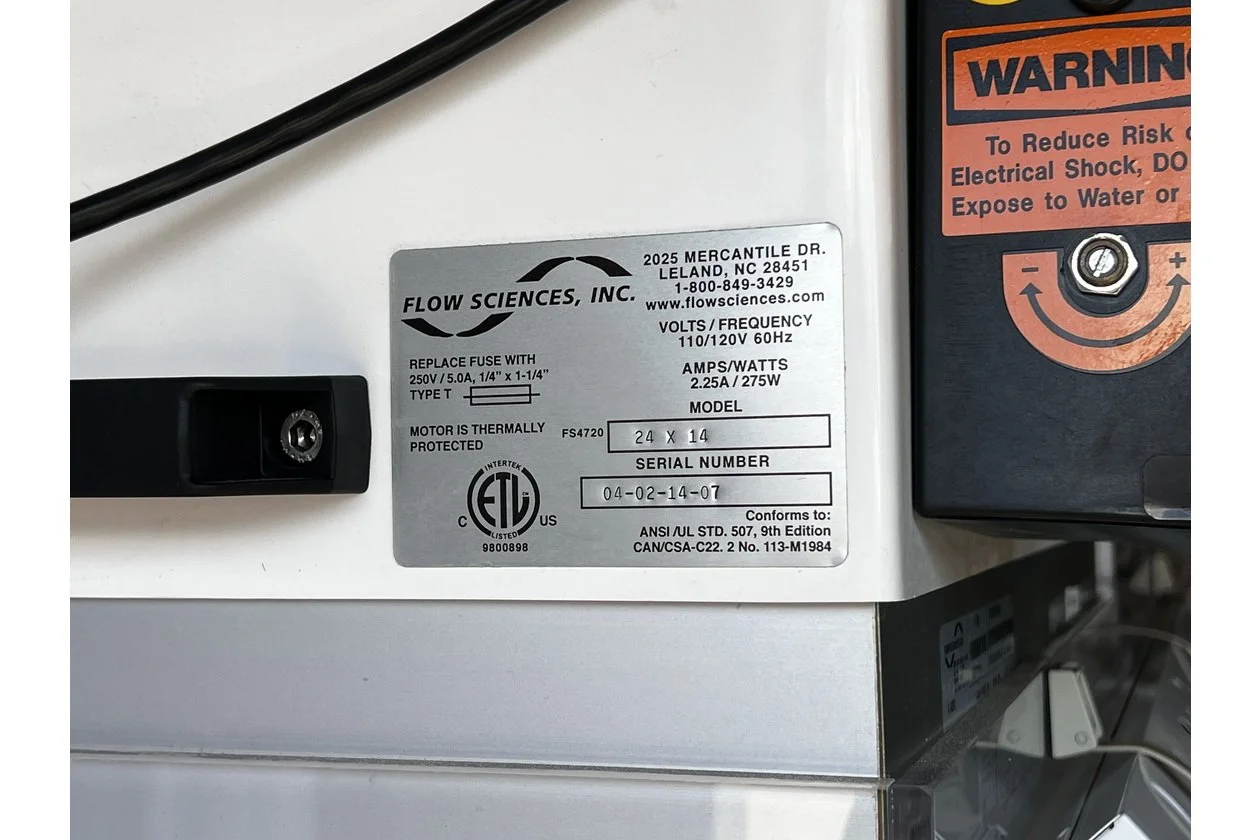 FLOW SCIENCES, INC.
2025 MERCANTILE DR.
LELAND, NC 28451
1-800-849-3429
www.flowsciences.com
VOLTS / FREQUENCY
110/120V 60Hz
AMPS/WATTS
2.25A / 275W
REPLACE FUSE WITH
250V / 5.0A, 1/4" x 1-1/4"
TYPE T
MOTOR IS THERMALLY
PROTECTED
MODEL
FS4720 24 X 14
SERIAL NUMBER
04-02-14-07
INTERTEK
ETL CM
C US
LISTED
9800898
Conforms to:
ANSI /UL STD. 507, 9th Edition
CAN/CSA-C22. 2 No. 113-M1984
WARNIN
To Reduce Risk
Electrical Shock, DO
Expose to Water or
- +